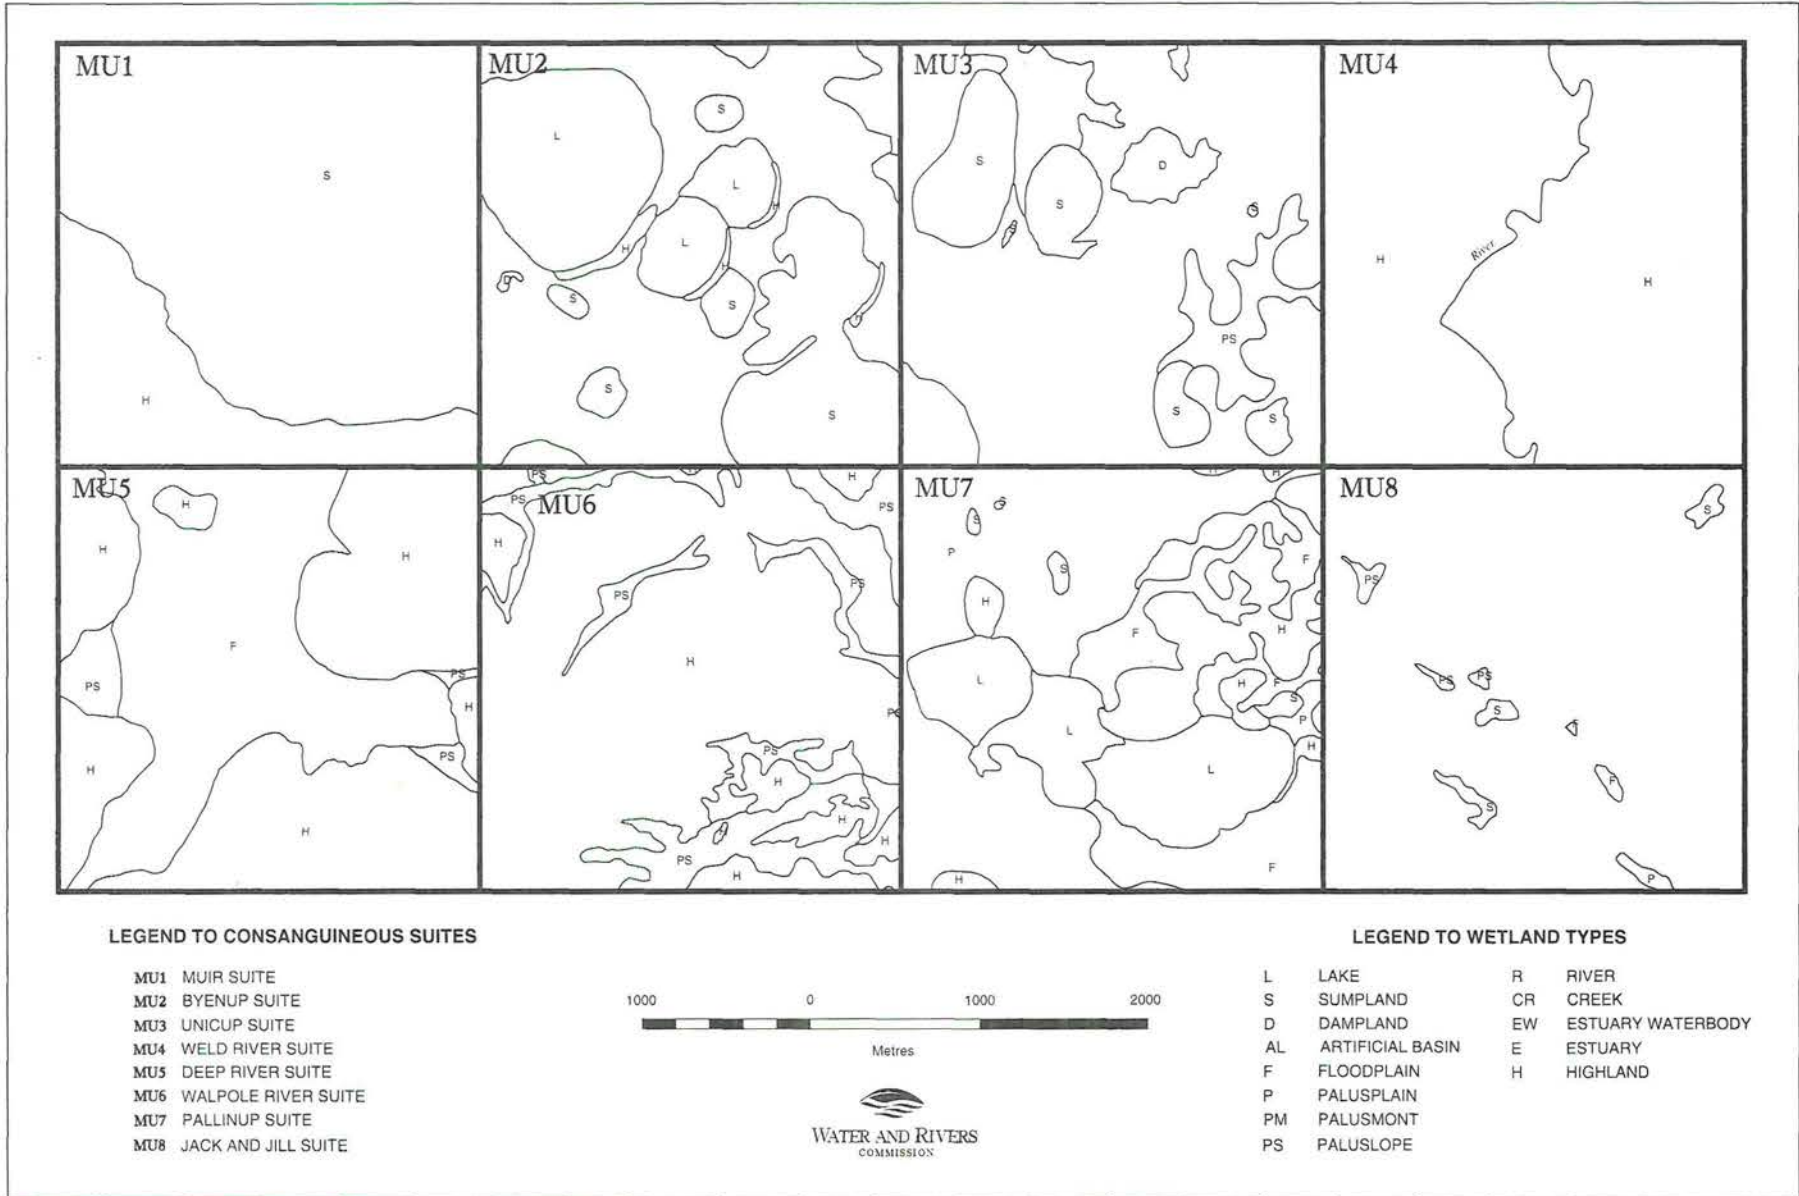 MU1
S
H
MU2
L
S
L
H
L
H
H
D
S
S
S
S
MU3
S
S
D
S
S
S
PS
S
S
MU4
River
H
H
MU5
H
H
H
F
PS
PS
H
PS
H
H
MU6
PS
PS
H
H
PS
H
PS
PS
PS
H
PS
PS
H
H
H
H
PS
H
MU7
H
H
S
S
P
F
S
H
F
H
L
H
F
S
P
L
H
L
F
H
MU8
S
PS
PS
PS
S
F
F
S
P
LEGEND TO CONSANGUINEOUS SUITES
MU1 MUIR SUITE
MU2 BYENUP SUITE
MU3 UNICUP SUITE
MU4 WELD RIVER SUITE
MU5 DEEP RIVER SUITE
MU6 WALPOLE RIVER SUITE
MU7 PALLINUP SUITE
MU8 JACK AND JILL SUITE
1000 0 1000 2000
Metres
WATER AND RIVERS
COMMISSION
LEGEND TO WETLAND TYPES
L LAKE
S SUMPLAND
D DAMPLAND
AL ARTIFICIAL BASIN
F FLOODPLAIN
P PALUSPLAIN
PM PALUSMONT
PS PALUSLOPE
R RIVER
CR CREEK
EW ESTUARY WATERBODY
E ESTUARY
H HIGHLAND